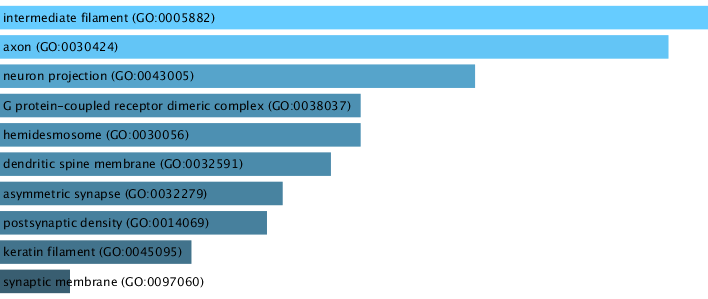 intermediate filament (GO:0005882)
axon (GO:0030424)
neuron projection (GO:0043005)
G protein-coupled receptor dimeric complex (GO:0038037)
hemidesmosome (GO:0030056)
dendritic spine membrane (GO:0032591)
asymmetric synapse (GO:0032279)
postsynaptic density (GO:0014069)
keratin filament (GO:0045095)
synaptic membrane (GO:0097060)